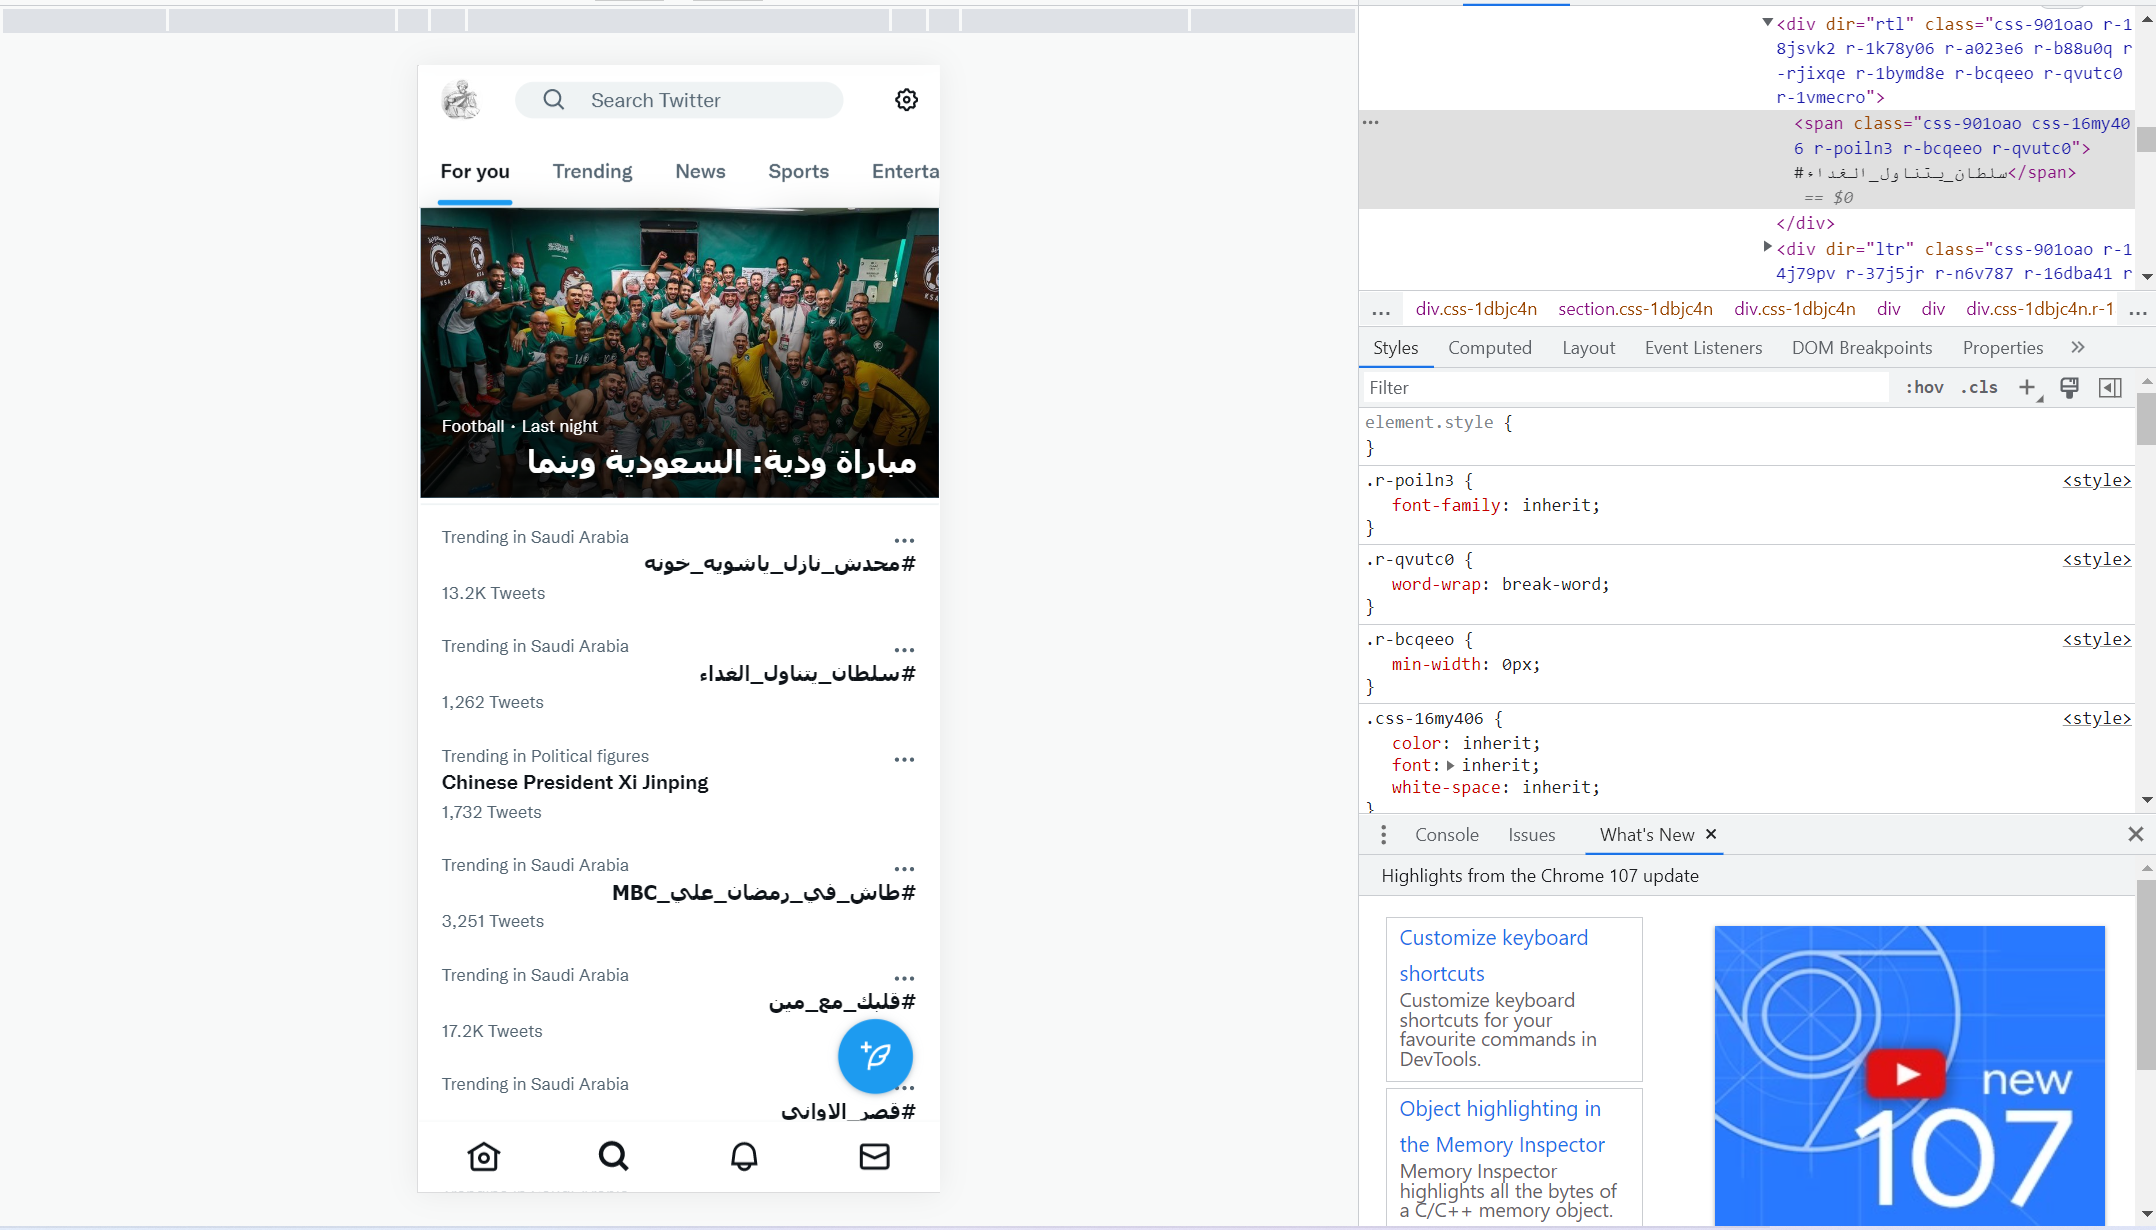 Search Twitter
For you
Trending
News
Sports
Enterta
Football · Last night
مباراة ودية: السعودية وبنما
Trending in Saudi Arabia
#محدش_نازل_ياشويه_خونه
13.2K Tweets
Trending in Saudi Arabia
#سلطان_يتناول_الغداء
1,262 Tweets
Trending in Political figures
Chinese President Xi Jinping
1,732 Tweets
Trending in Saudi Arabia
#طاش_في_رمضان_علي_MBC
3,251 Tweets
Trending in Saudi Arabia
#قلبك_مع_مين
17.2K Tweets
Trending in Saudi Arabia
#قصر_الاواني
<div dir="rtl" class="css-901oao r-1
8jsvk2 r-1k78y06 r-a023e6 r-b88u0q r
-rjixqe r-1bymd8e r-bcqeeo r-qvutc0
r-1vmecro">
<span class="css-901oao css-16my40
6 r-poiln3 r-bcqeeo r-qvutc0">
#سلطان_يتناول_الغداء</span>
== $0
</div>
<div dir="ltr" class="css-901oao r-1
4j79pv r-37j5jr r-n6v787 r-16dba41 r
... div.css-1dbjc4n section.css-1dbjc4n div.css-1dbjc4n div div div.css-1dbjc4n.r-1 ...
Styles Computed Layout Event Listeners DOM Breakpoints Properties »
Filter :hov .cls +
element.style {
}
.r-poiln3 { <style>
font-family: inherit;
}
.r-qvutc0 { <style>
word-wrap: break-word;
}
.r-bcqeeo { <style>
min-width: 0px;
}
.css-16my406 { <style>
color: inherit;
font: inherit;
white-space: inherit;
}
Console Issues What's New
Highlights from the Chrome 107 update
Customize keyboard
shortcuts
Customize keyboard
shortcuts for your
favourite commands in
DevTools.
Object highlighting in
the Memory Inspector
Memory Inspector
highlights all the bytes of
a C/C++ memory object.
new
107